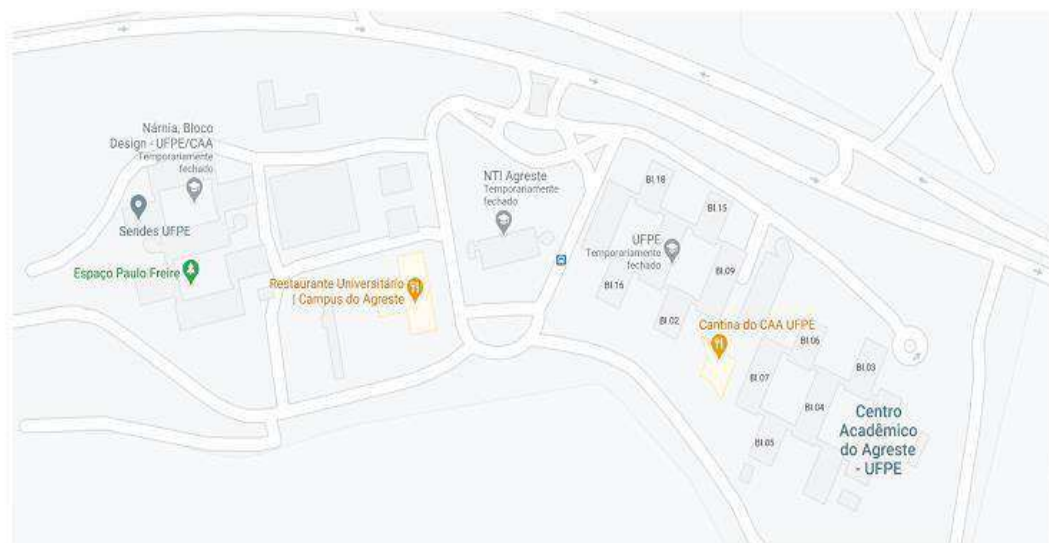 Nárnia, Bloco
Design - UFPE/CAA
Temporariamente
fechado
Sendes UFPE
Espaço Paulo Freire
Restaurante Universitário
| Campus do Agreste
NTI Agreste
Temporariamente
fechado
UFPE
Temporariamente
fechado
Bl.18
Bl.15
Bl.09
Bl.16
Bl.02
Cantina do CAA UFPE
Bl.06
Bl.03
Bl.07
Bl.04
Bl.05
Centro
Acadêmico
do Agreste
- UFPE